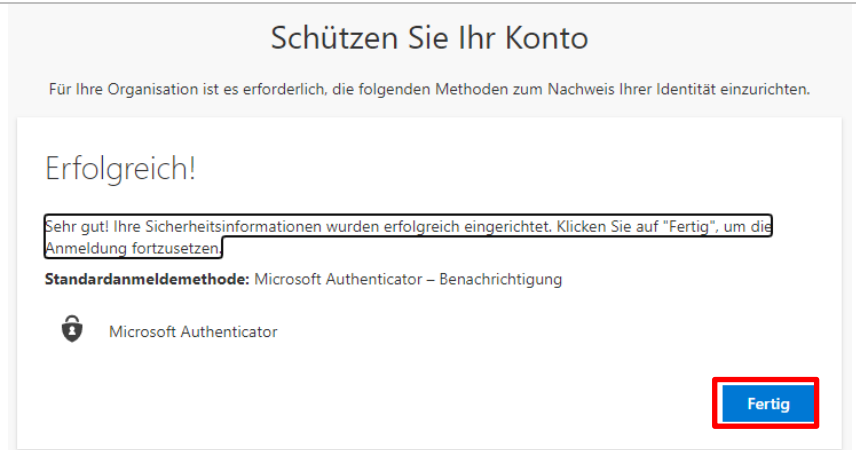 Schützen Sie Ihr Konto
Für Ihre Organisation ist es erforderlich, die folgenden Methoden zum Nachweis Ihrer Identität einzurichten.
Erfolgreich!
Sehr gut! Ihre Sicherheitsinformationen wurden erfolgreich eingerichtet. Klicken Sie auf "Fertig", um die
Anmeldung fortzusetzen.
Standardanmeldemethode: Microsoft Authenticator – Benachrichtigung
Microsoft Authenticator
Fertig